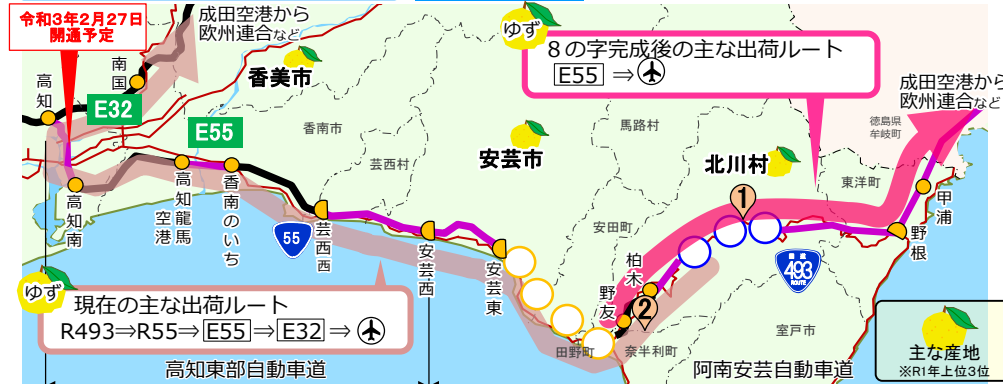 令和3年2月27日
開通予定
成田空港から
欧州連合など
ゆず
8の字完成後の主な出荷ルート
E55 ⇒
成田空港から
欧州連合など
高知
南国
香美市
E32
E55
香南市
馬路村
徳島県
牟岐町
芸西村
安芸市
北川村
東洋町
高知南
高知龍馬空港
香南のいち
芸西西
55
安芸西
安芸東
安田町
柏木
1
国道
493
ROUTE
甲浦
野根
ゆず
現在の主な出荷ルート
R493⇒R55⇒E55⇒E32⇒
野友
2
田野町
奈半利町
室戸市
主な産地
※R1年上位3位
高知東部自動車道
阿南安芸自動車道